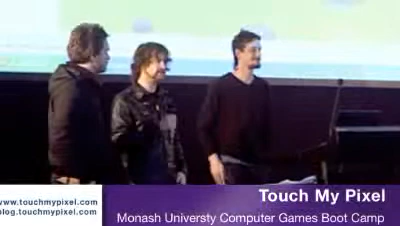 Touch My Pixel
www.touchmypixel.com
blog.touchmypixel.com
Monash Universty Computer Games Boot Camp